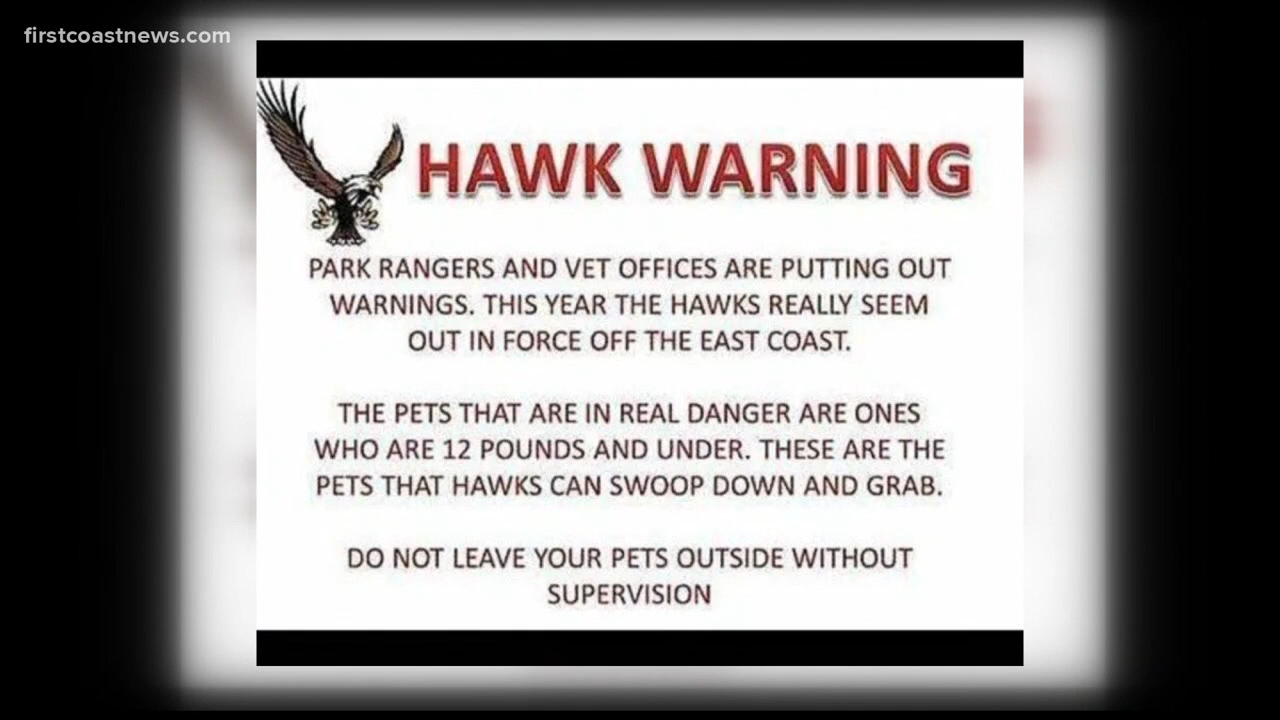 firstcoastnews.com
HAWK WARNING
PARK RANGERS AND VET OFFICES ARE PUTTING OUT
WARNINGS. THIS YEAR THE HAWKS REALLY SEEM
OUT IN FORCE OFF THE EAST COAST.
THE PETS THAT ARE IN REAL DANGER ARE ONES
WHO ARE 12 POUNDS AND UNDER. THESE ARE THE
PETS THAT HAWKS CAN SWOOP DOWN AND GRAB.
DO NOT LEAVE YOUR PETS OUTSIDE WITHOUT
SUPERVISION